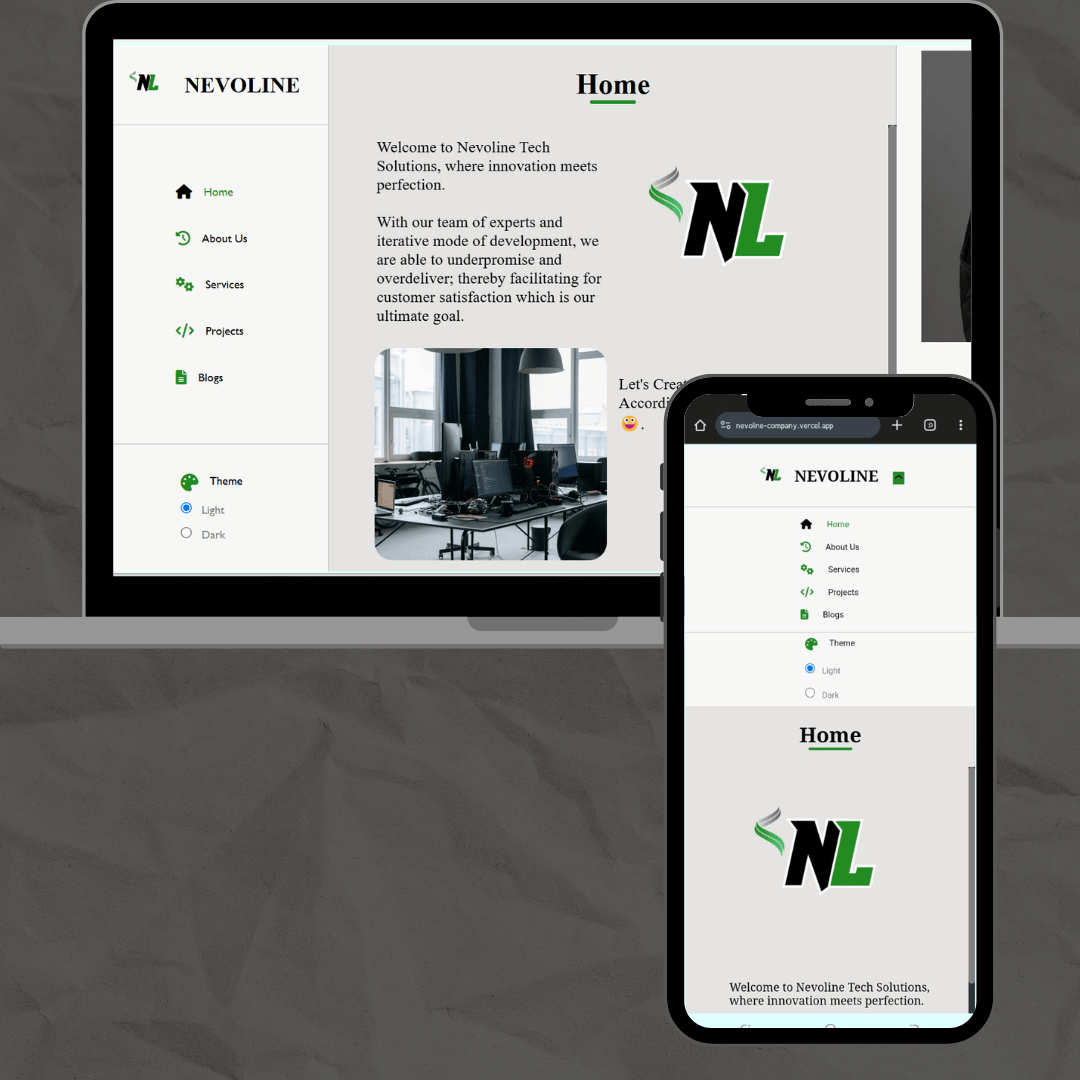 NL
NEVOLINE
Home
About Us
Services
Projects
Blogs
Theme
Light
Dark
Home
Welcome to Nevoline Tech
Solutions, where innovation meets
perfection.
With our team of experts and
iterative mode of development, we
are able to underpromise and
overdeliver; thereby facilitating for
customer satisfaction which is our
ultimate goal.
NL
Let's Crea
Accordi
😀 .
nevoline-company.vercel.app
NL
NEVOLINE
Home
About Us
Services
Projects
Blogs
Theme
Light
Dark
Home
NL
Welcome to Nevoline Tech Solutions,
where innovation meets perfection.